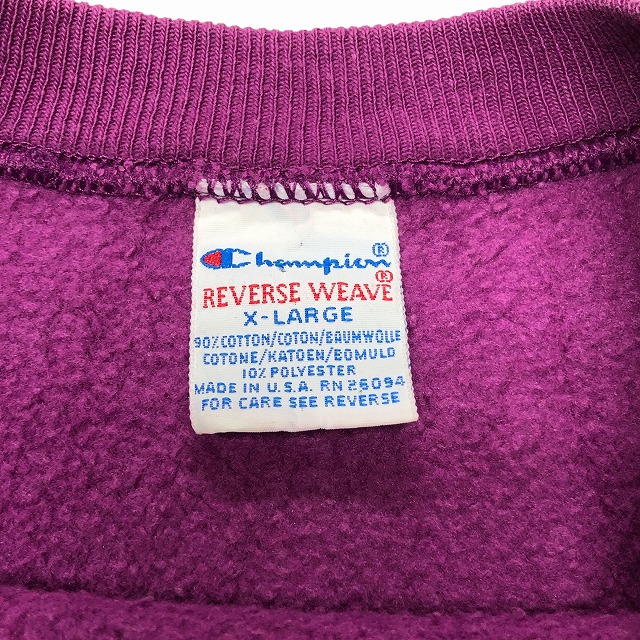 Champion®
REVERSE WEAVE®
X-LARGE
90% COTTON/COTON/BAUMWOLLE
COTONE/KATOEN/BOMULD
10% POLYESTER
MADE IN U.S.A. RN 26094
FOR CARE SEE REVERSE